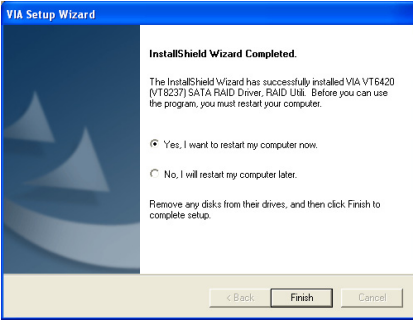 VIA Setup Wizard
InstallShield Wizard Completed.
The InstallShield Wizard has successfully installed VIA VT6420
(VT8237) SATA RAID Driver, RAID Utili. Before you can use
the program, you must restart your computer.
Yes, I want to restart my computer now.
No, I will restart my computer later.
Remove any disks from their drives, and then click Finish to
complete setup.
< Back
Finish
Cancel